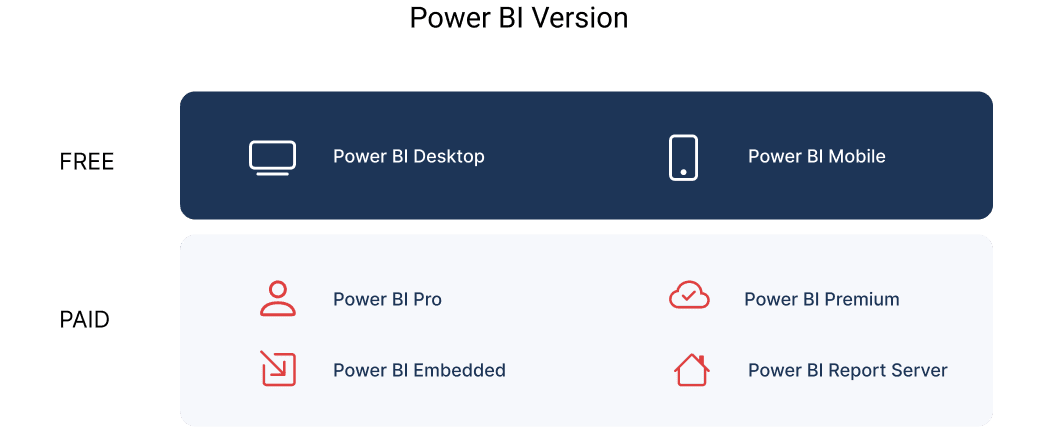 Power BI Version
FREE
Power BI Desktop
Power BI Mobile
PAID
Power BI Pro
Power BI Premium
Power BI Embedded
Power BI Report Server